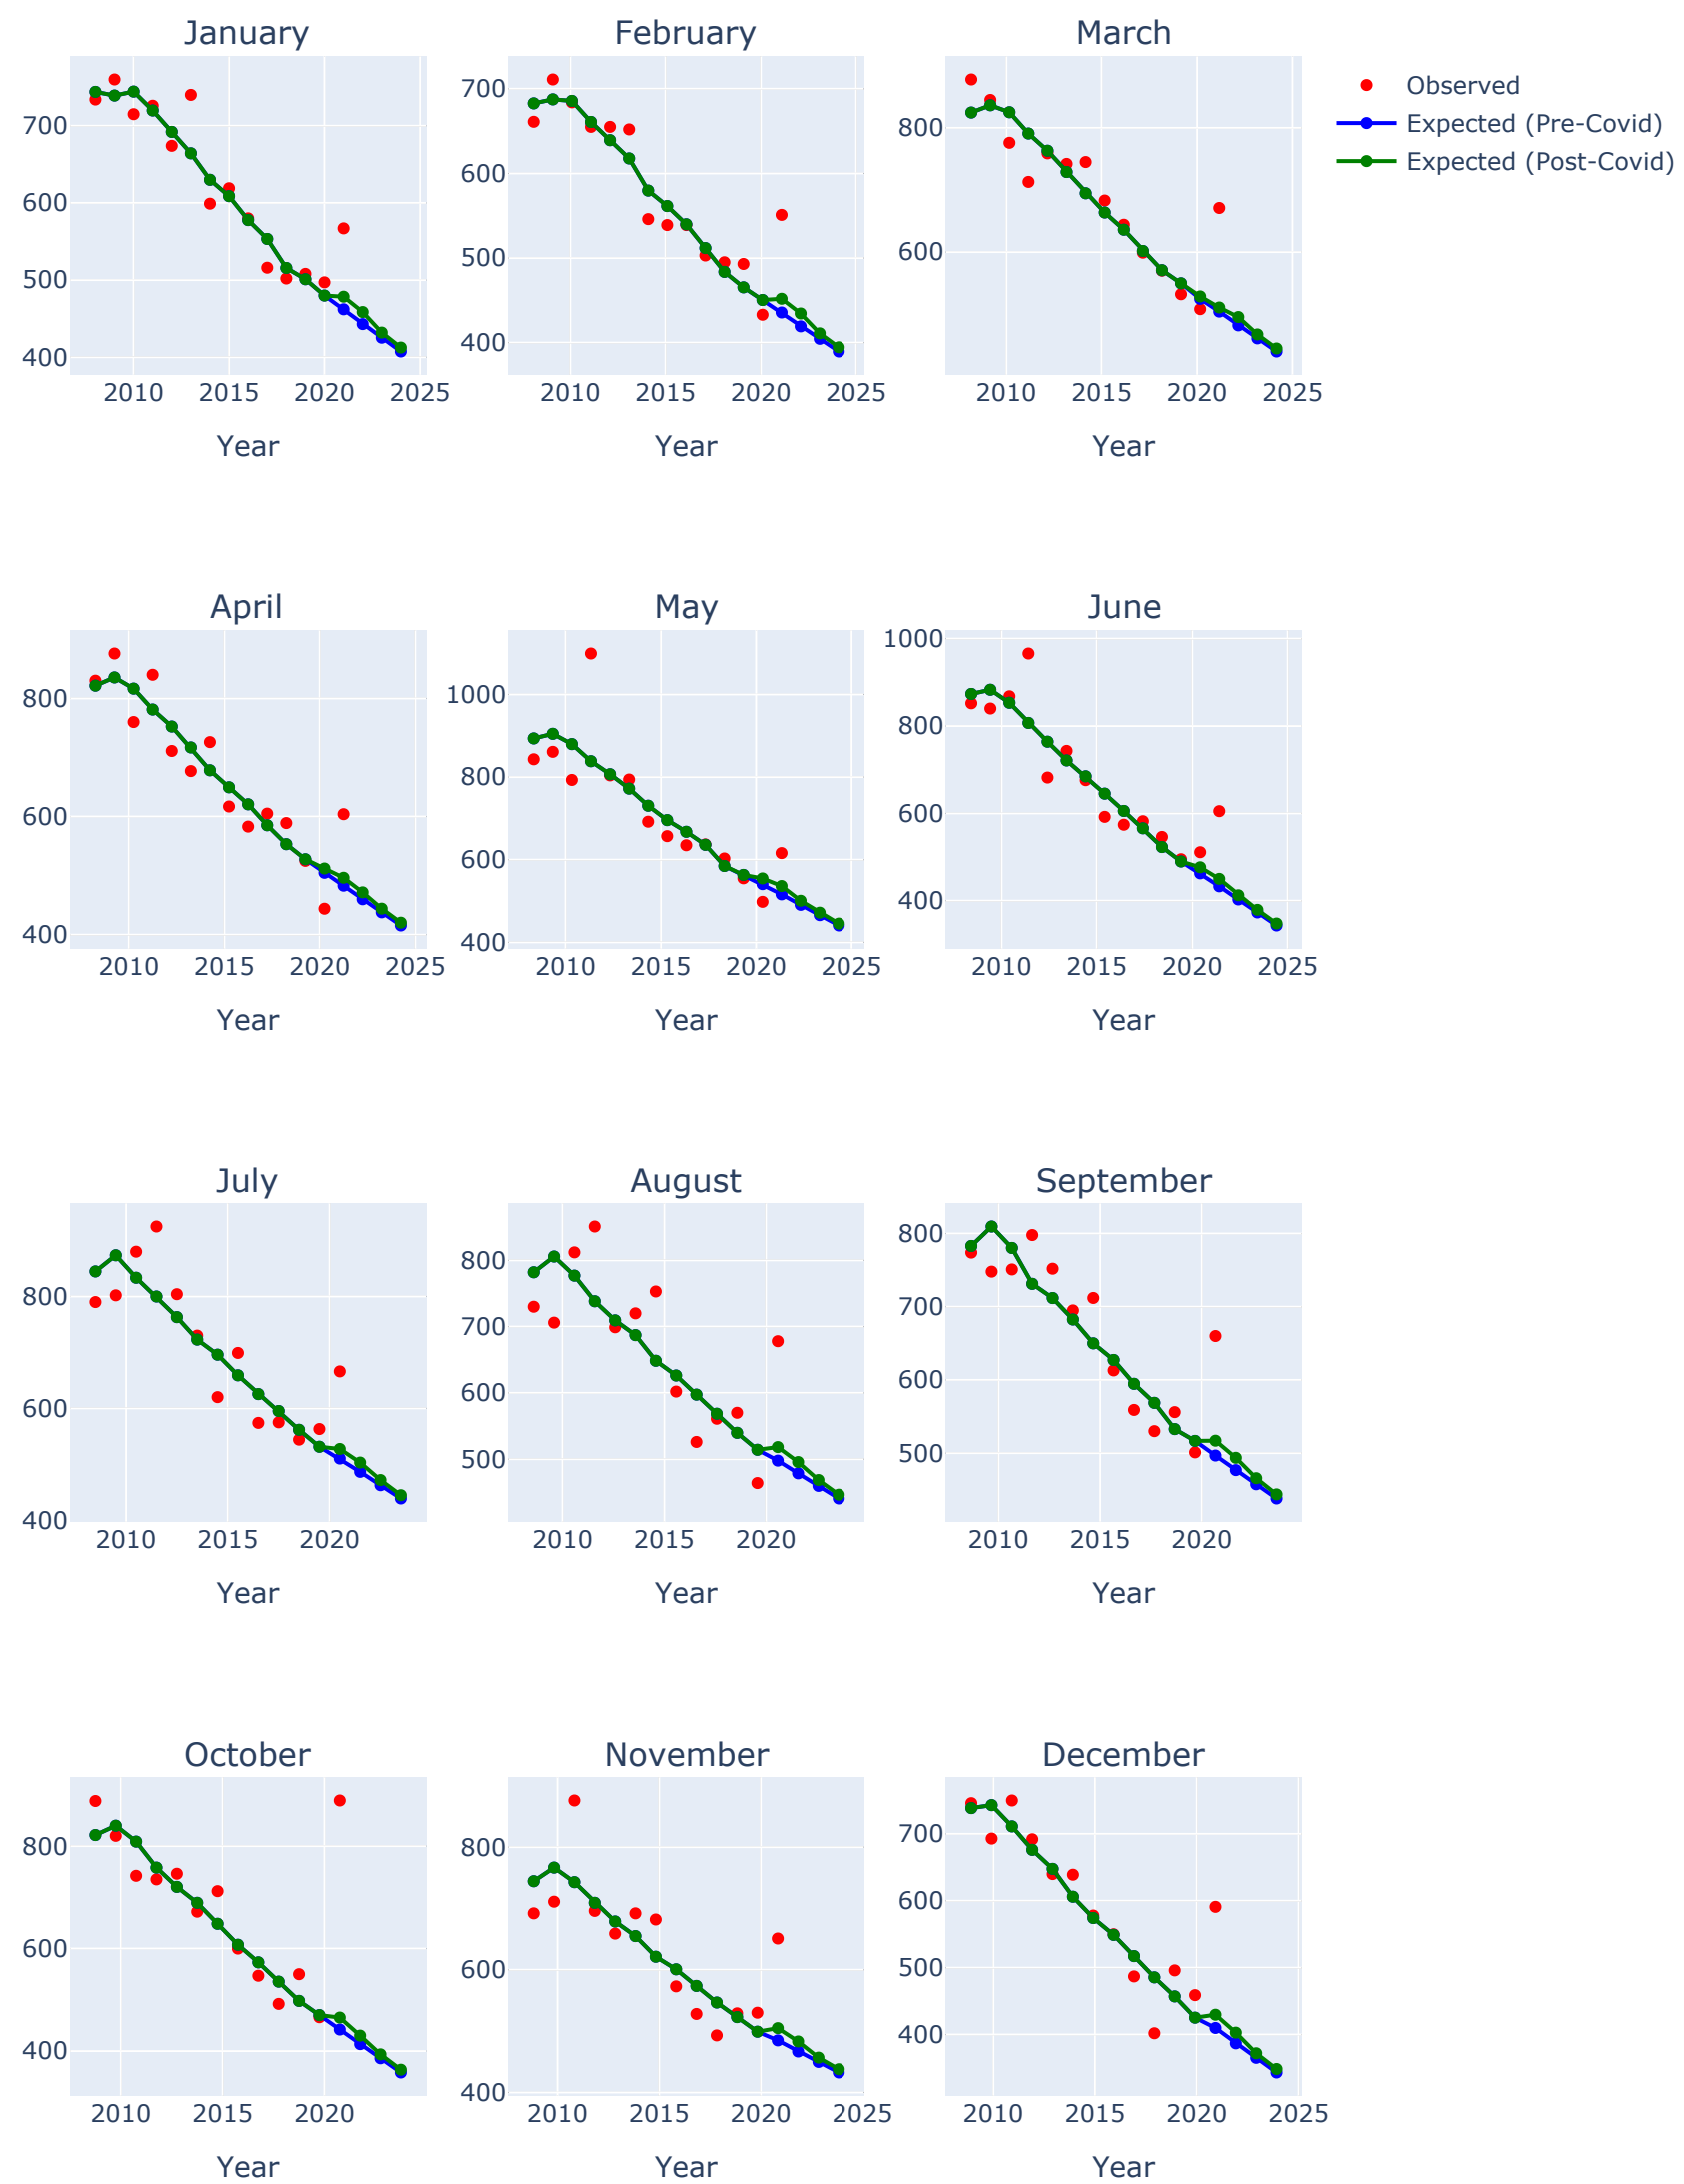 January February March
Observed
Expected (Pre-Covid)
Expected (Post-Covid)
700 700 800
600 600
600
500 500
400 400
2010 2015 2020 2025 2010 2015 2020 2025 2010 2015 2020 2025
Year Year Year
April May June
800 1000 1000
800 800
600 600 600
400 400 400
2010 2015 2020 2025 2010 2015 2020 2025 2010 2015 2020 2025
Year Year Year
July August September
800 800 800
700 700
600 600 600
500 500
400
2010 2015 2020 2010 2015 2020 2010 2015 2020
Year Year Year
October November December
800 800 700
600 600 600
500
400 400 400
2010 2015 2020 2010 2015 2020 2025 2010 2015 2020 2025
Year Year Year